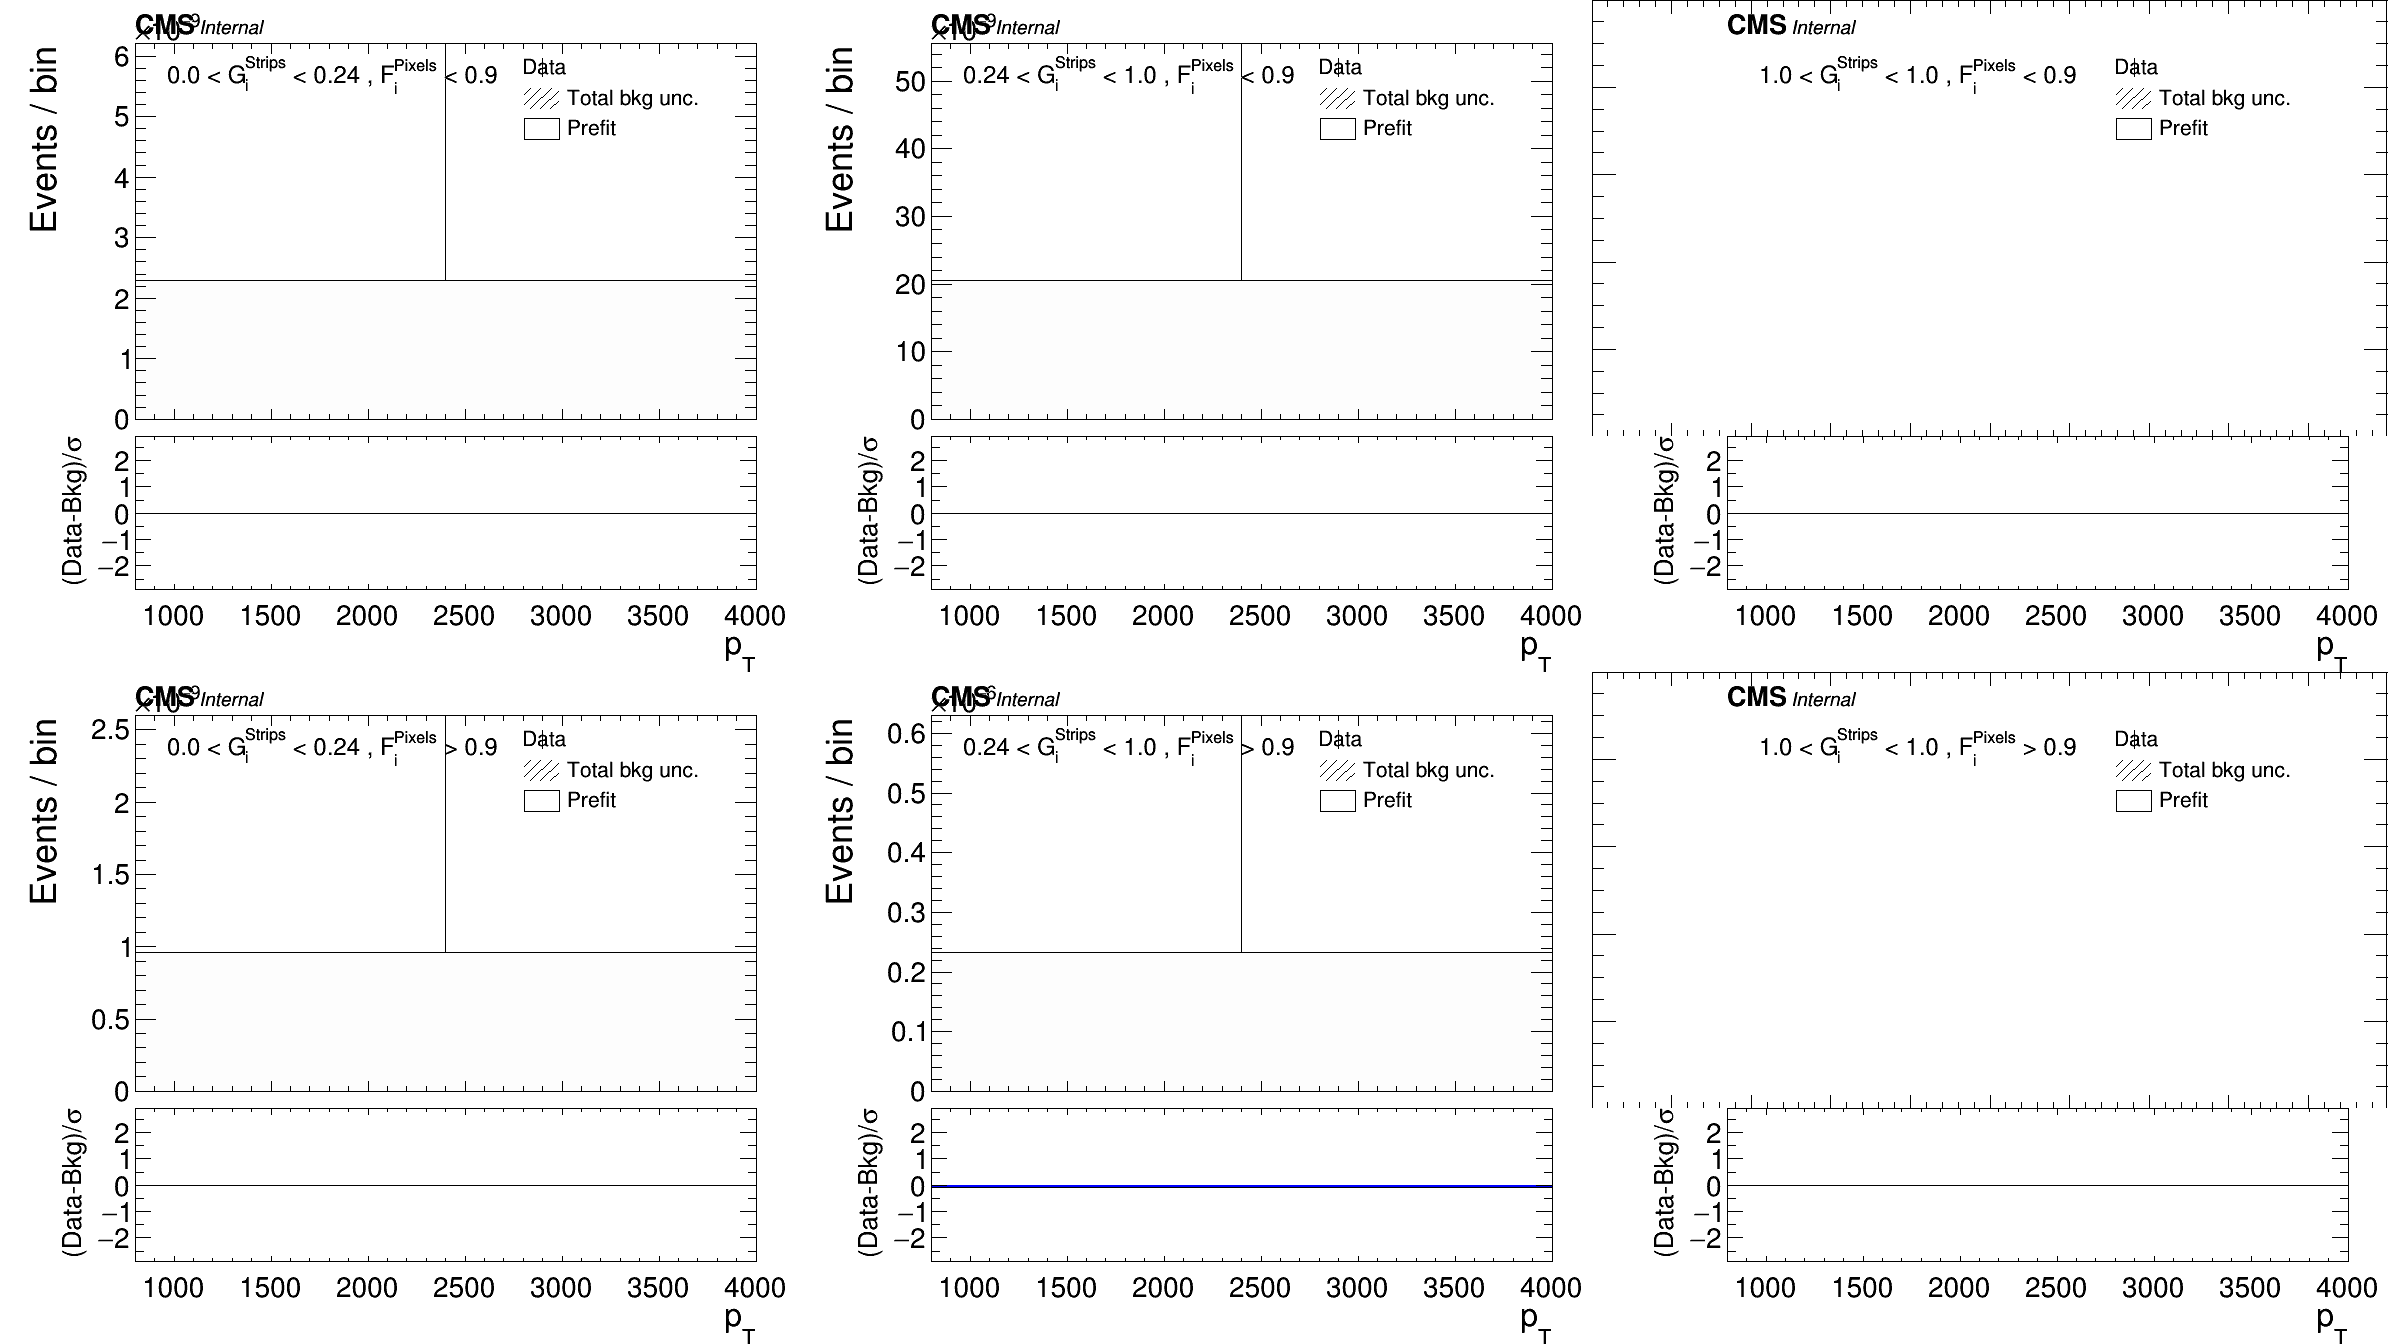 CMS Internal
×10⁻⁹
Events / bin
0.0 < G_i^Strips < 0.24 , F_i^Pixels < 0.9
Data
Total bkg unc.
Prefit
6
5
4
3
2
1
0
(Data-Bkg)/σ
2
1
0
−1
−2
1000 1500 2000 2500 3000 3500 4000
p_T
CMS Internal
×10⁻⁹
Events / bin
0.24 < G_i^Strips < 1.0 , F_i^Pixels < 0.9
Data
Total bkg unc.
Prefit
50
40
30
20
10
0
(Data-Bkg)/σ
2
1
0
−1
−2
1000 1500 2000 2500 3000 3500 4000
p_T
CMS Internal
1.0 < G_i^Strips < 1.0 , F_i^Pixels < 0.9
Data
Total bkg unc.
Prefit
(Data-Bkg)/σ
2
1
0
−1
−2
1000 1500 2000 2500 3000 3500 4000
p_T
CMS Internal
×10⁻⁹
Events / bin
0.0 < G_i^Strips < 0.24 , F_i^Pixels > 0.9
Data
Total bkg unc.
Prefit
2.5
2
1.5
1
0.5
0
(Data-Bkg)/σ
2
1
0
−1
−2
1000 1500 2000 2500 3000 3500 4000
p_T
CMS Internal
×10⁻⁶
Events / bin
0.24 < G_i^Strips < 1.0 , F_i^Pixels > 0.9
Data
Total bkg unc.
Prefit
0.6
0.5
0.4
0.3
0.2
0.1
0
(Data-Bkg)/σ
2
1
0
−1
−2
1000 1500 2000 2500 3000 3500 4000
p_T
CMS Internal
1.0 < G_i^Strips < 1.0 , F_i^Pixels > 0.9
Data
Total bkg unc.
Prefit
(Data-Bkg)/σ
2
1
0
−1
−2
1000 1500 2000 2500 3000 3500 4000
p_T